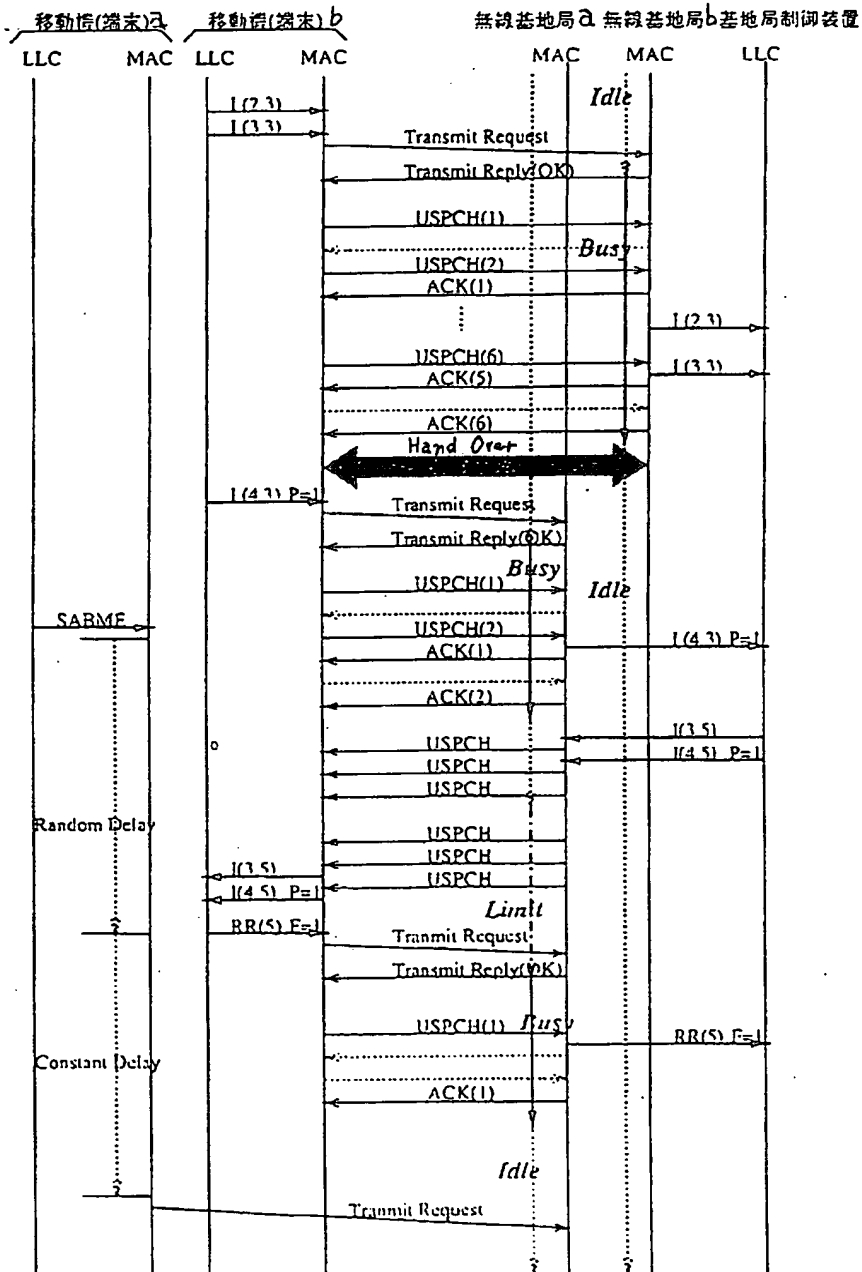 移動機(端末)a 移動機(端末)b 無線基地局a 無線基地局b 基地局制御装置
LLC MAC LLC MAC MAC MAC LLC
Idle
I(2,3)
I(3,3)
Transmit Request
Transmit Reply(OK)
USPCH(1)
Busy
USPCH(2)
ACK(1)
I(2,3)
USPCH(6)
I(3,3)
ACK(5)
ACK(6)
Hand Over
I(4,3) P=1
Transmit Request
Transmit Reply(OK)
Busy
USPCH(1)
Idle
SABME
USPCH(2)
ACK(1)
I(4,3) P=1
ACK(2)
I(3,5)
USPCH
I(4,5) P=1
USPCH
USPCH
Random Delay
USPCH
USPCH
I(3,5)
USPCH
I(4,5) P=1
Limit
RR(5) F=1
Tranmit Request
Transmit Reply(OK)
USPCH(1) Busy
RR(5) F=1
Constant Delay
ACK(1)
Idle
Tranmit Request